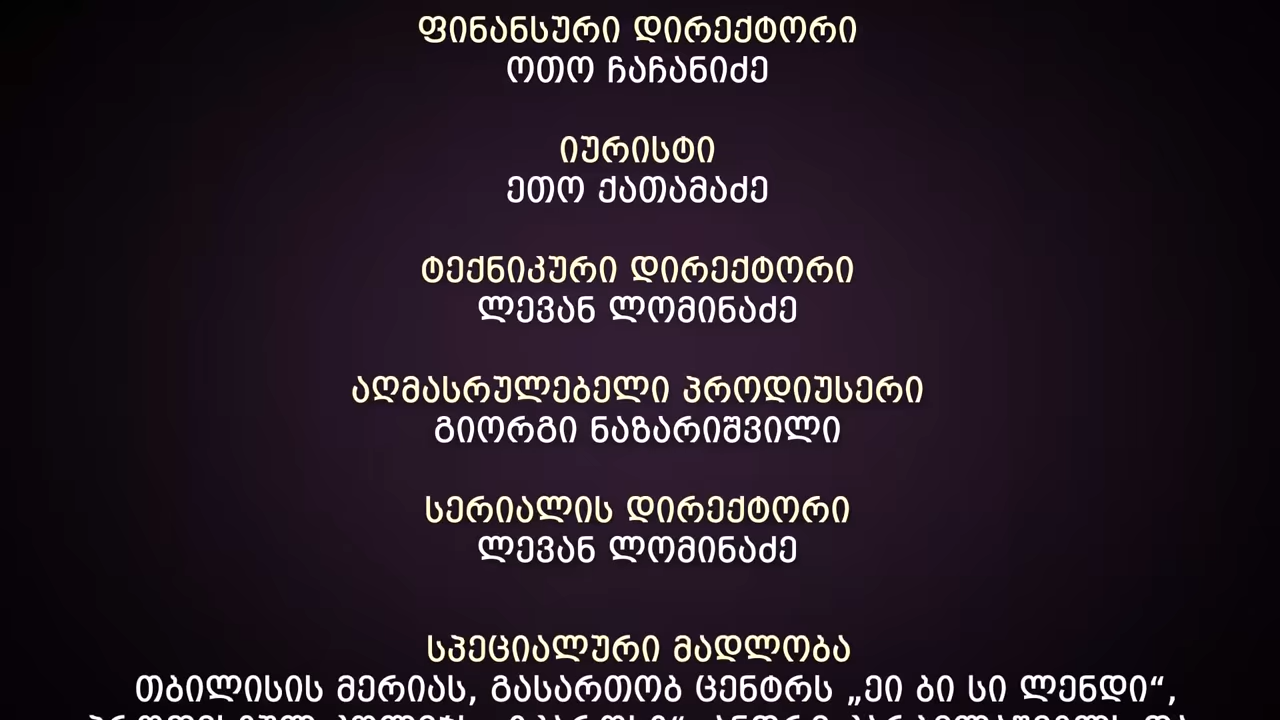 ფინანსური დირექტორი
ოთო ჩაჩანიძე
იურისტი
ეთო ქათამაძე
ტექნიკური დირექტორი
ლევან ლომინაძე
აღმასრულებელი პროდიუსერი
გიორგი ნაზარიშვილი
სერიალის დირექტორი
ლევან ლომინაძე
სპეციალური მადლობა
თბილისის მერიას, გასართობ ცენტრს „ეი ბი სი ლენდი“,